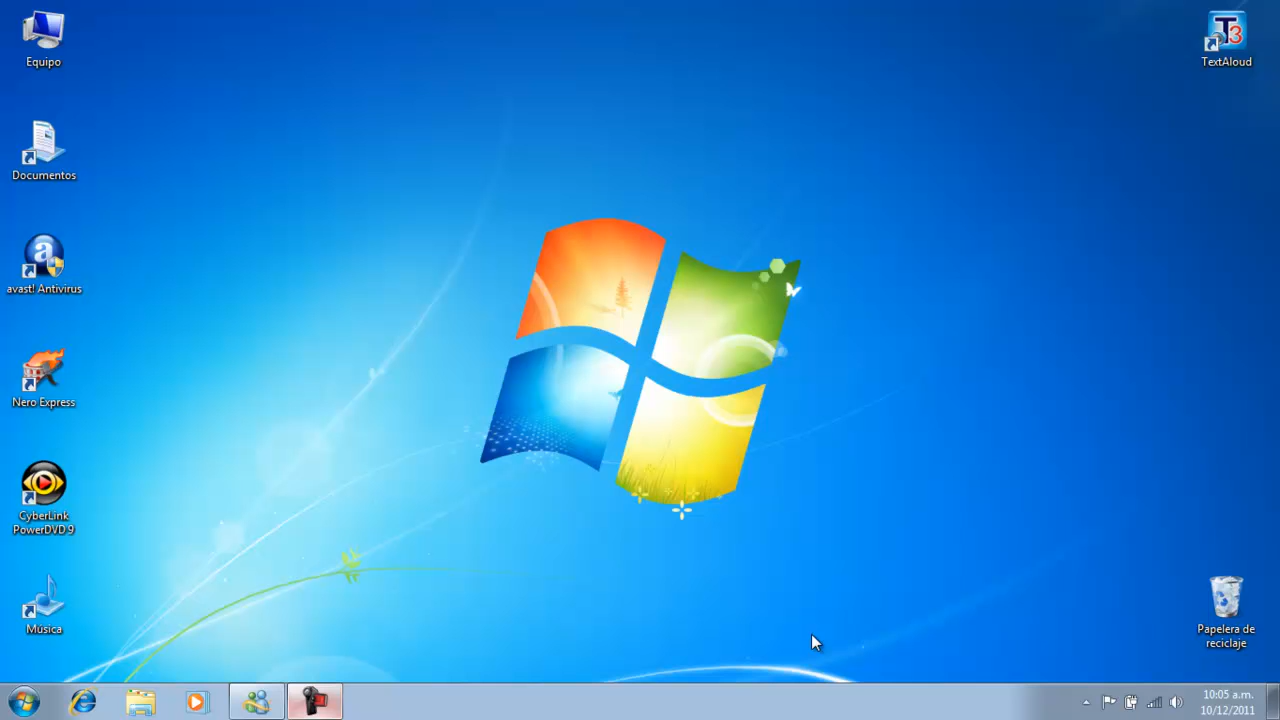 Equipo
TextAloud
Documentos
avast! Antivirus
Nero Express
CyberLink
PowerDVD 9
Música
Papelera de
reciclaje
10:05 a.m.
10/12/2011